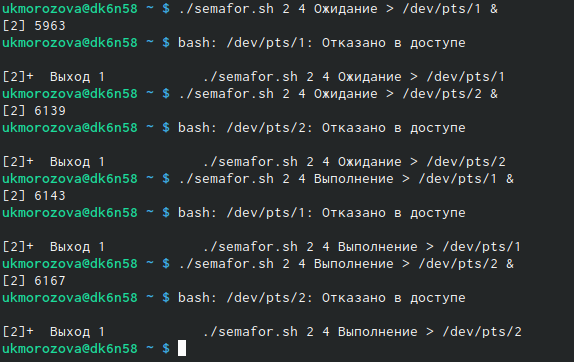 ukmorozova@dk6n58 ~ $ ./semafor.sh 2 4 Ожидание > /dev/pts/1 &
[2] 5963
ukmorozova@dk6n58 ~ $ bash: /dev/pts/1: Отказано в доступе
[2]+  Выход 1            ./semafor.sh 2 4 Ожидание > /dev/pts/1
ukmorozova@dk6n58 ~ $ ./semafor.sh 2 4 Ожидание > /dev/pts/2 &
[2] 6139
ukmorozova@dk6n58 ~ $ bash: /dev/pts/2: Отказано в доступе
[2]+  Выход 1            ./semafor.sh 2 4 Ожидание > /dev/pts/2
ukmorozova@dk6n58 ~ $ ./semafor.sh 2 4 Выполнение > /dev/pts/1 &
[2] 6143
ukmorozova@dk6n58 ~ $ bash: /dev/pts/1: Отказано в доступе
[2]+  Выход 1            ./semafor.sh 2 4 Выполнение > /dev/pts/1
ukmorozova@dk6n58 ~ $ ./semafor.sh 2 4 Выполнение > /dev/pts/2 &
[2] 6167
ukmorozova@dk6n58 ~ $ bash: /dev/pts/2: Отказано в доступе
[2]+  Выход 1            ./semafor.sh 2 4 Выполнение > /dev/pts/2
ukmorozova@dk6n58 ~ $